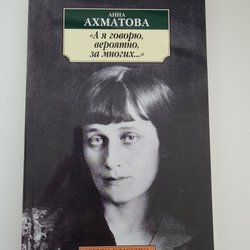 АННА
АХМАТОВА
«А я говорю,
вероятно,
за многих...»